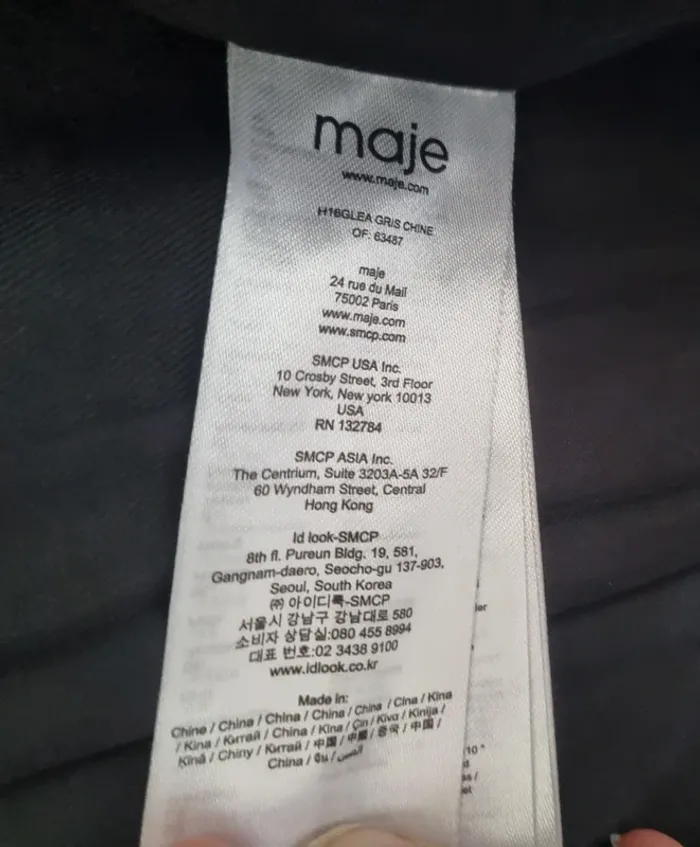 maje
www.maje.com
H16GLEA GRIS CHINE
OF: 63487
maje
24 rue du Mail
75002 Paris
www.maje.com
www.smcp.com
SMCP USA Inc.
10 Crosby Street, 3rd Floor
New York, New york 10013
USA
RN 132784
SMCP ASIA Inc.
The Centrium, Suite 3203A-5A 32/F
60 Wyndham Street, Central
Hong Kong
Id look-SMCP
8th fl. Pureun Bldg. 19, 581,
Gangnam-daero, Seocho-gu 137-903,
Seoul, South Korea
㈜ 아이디룩-SMCP
서울시 강남구 강남대로 580
소비자 상담실:080 455 8994
대표 번호:02 3438 9100
www.idlook.co.kr
Made in:
Chine / China / China / China / China / Cina / Kina
/ Kina / Китай / China / Kina / Çin / Kiva / Kinija /
Ķīnā / Chiny / Китай / 中国 / 中國 / 중국 / 中国 /
China / จีน / الصين